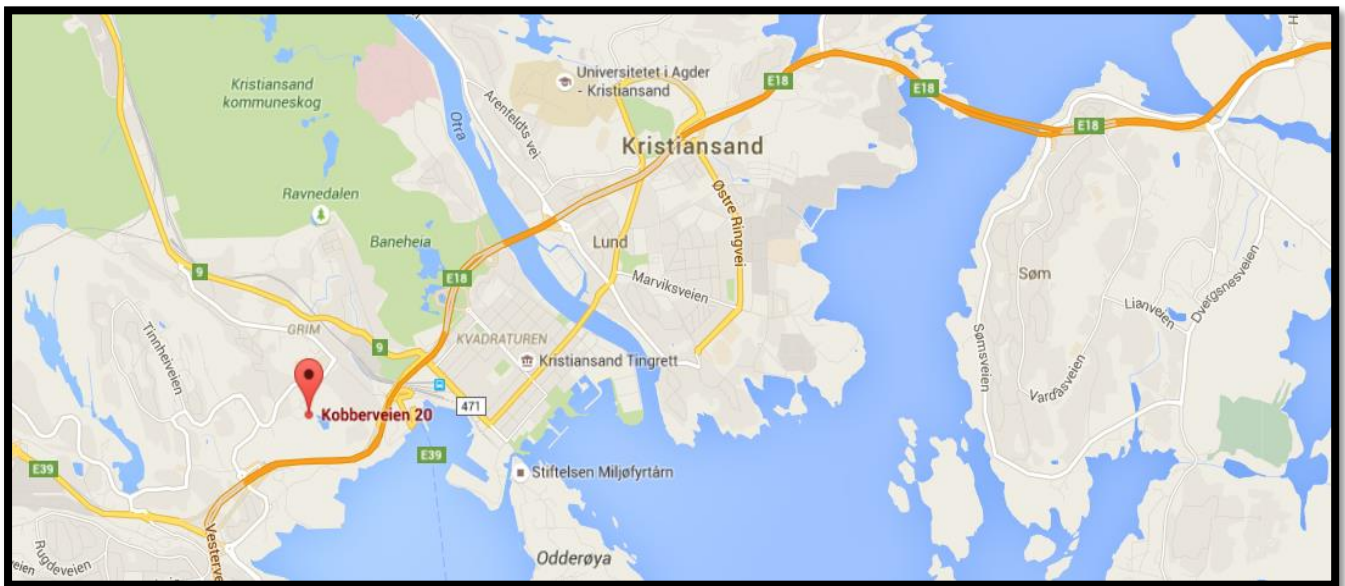 Kristiansand
kommuneskog
Universitetet i Agder
- Kristiansand
E18
E18
E18
Otra
Arenfeldts vei
Kristiansand
Østre Ringvei
Ravnedalen
Baneheia
Lund
9
E18
Marviksveien
Søm
Lianveien
Dvergsnesveien
Tinnheiveien
GRIM
KVADRATUREN
Sømsveien
9
Kristiansand Tingrett
Vardåsveien
471
Kobberveien 20
E39
E39
Stiftelsen Miljøfyrtårn
Odderøya
Rugdeveien